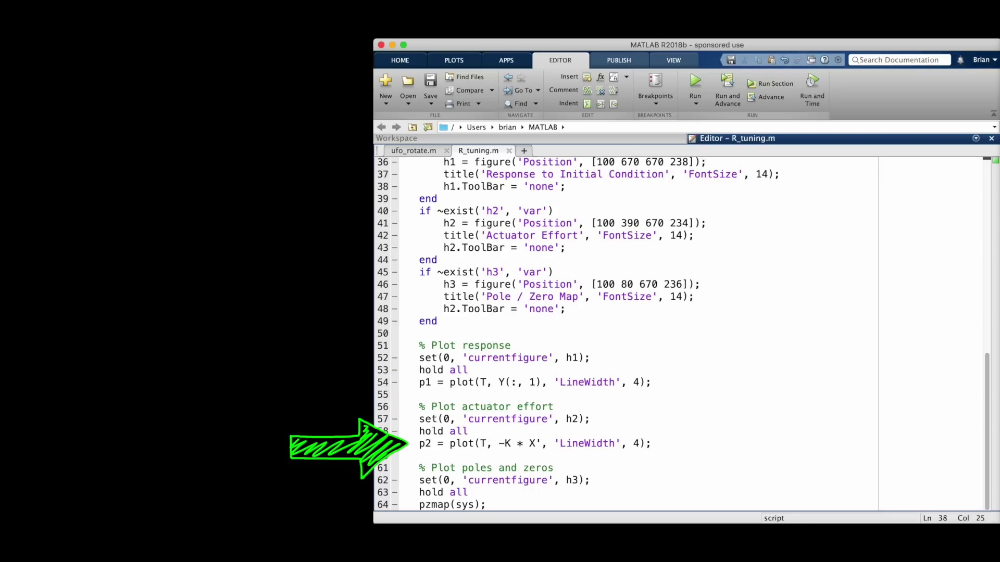 MATLAB R2018b - sponsored use
HOME PLOTS APPS EDITOR PUBLISH VIEW Search Documentation Brian
New Open Save Find Files Compare Print Go To Find Insert fx Comment Indent Breakpoints Run Run and Advance Run Section Advance Run and Time
FILE NAVIGATE EDIT BREAKPOINTS RUN
/ Users brian MATLAB
Workspace Editor – R_tuning.m
ufo_rotate.m R_tuning.m +
36 – h1 = figure('Position', [100 670 670 238]);
37 – title('Response to Initial Condition', 'FontSize', 14);
38 – h1.ToolBar = 'none';
39 – end
40 – if ~exist('h2', 'var')
41 – h2 = figure('Position', [100 390 670 234]);
42 – title('Actuator Effort', 'FontSize', 14);
43 – h2.ToolBar = 'none';
44 – end
45 – if ~exist('h3', 'var')
46 – h3 = figure('Position', [100 80 670 236]);
47 – title('Pole / Zero Map', 'FontSize', 14);
48 – h2.ToolBar = 'none';
49 – end
50
51 % Plot response
52 – set(0, 'currentfigure', h1);
53 – hold all
54 – p1 = plot(T, Y(:, 1), 'LineWidth', 4);
55
56 % Plot actuator effort
57 – set(0, 'currentfigure', h2);
– hold all
p2 = plot(T, -K * X', 'LineWidth', 4);
61 % Plot poles and zeros
62 – set(0, 'currentfigure', h3);
63 – hold all
64 – pzmap(sys);
script Ln 38 Col 25